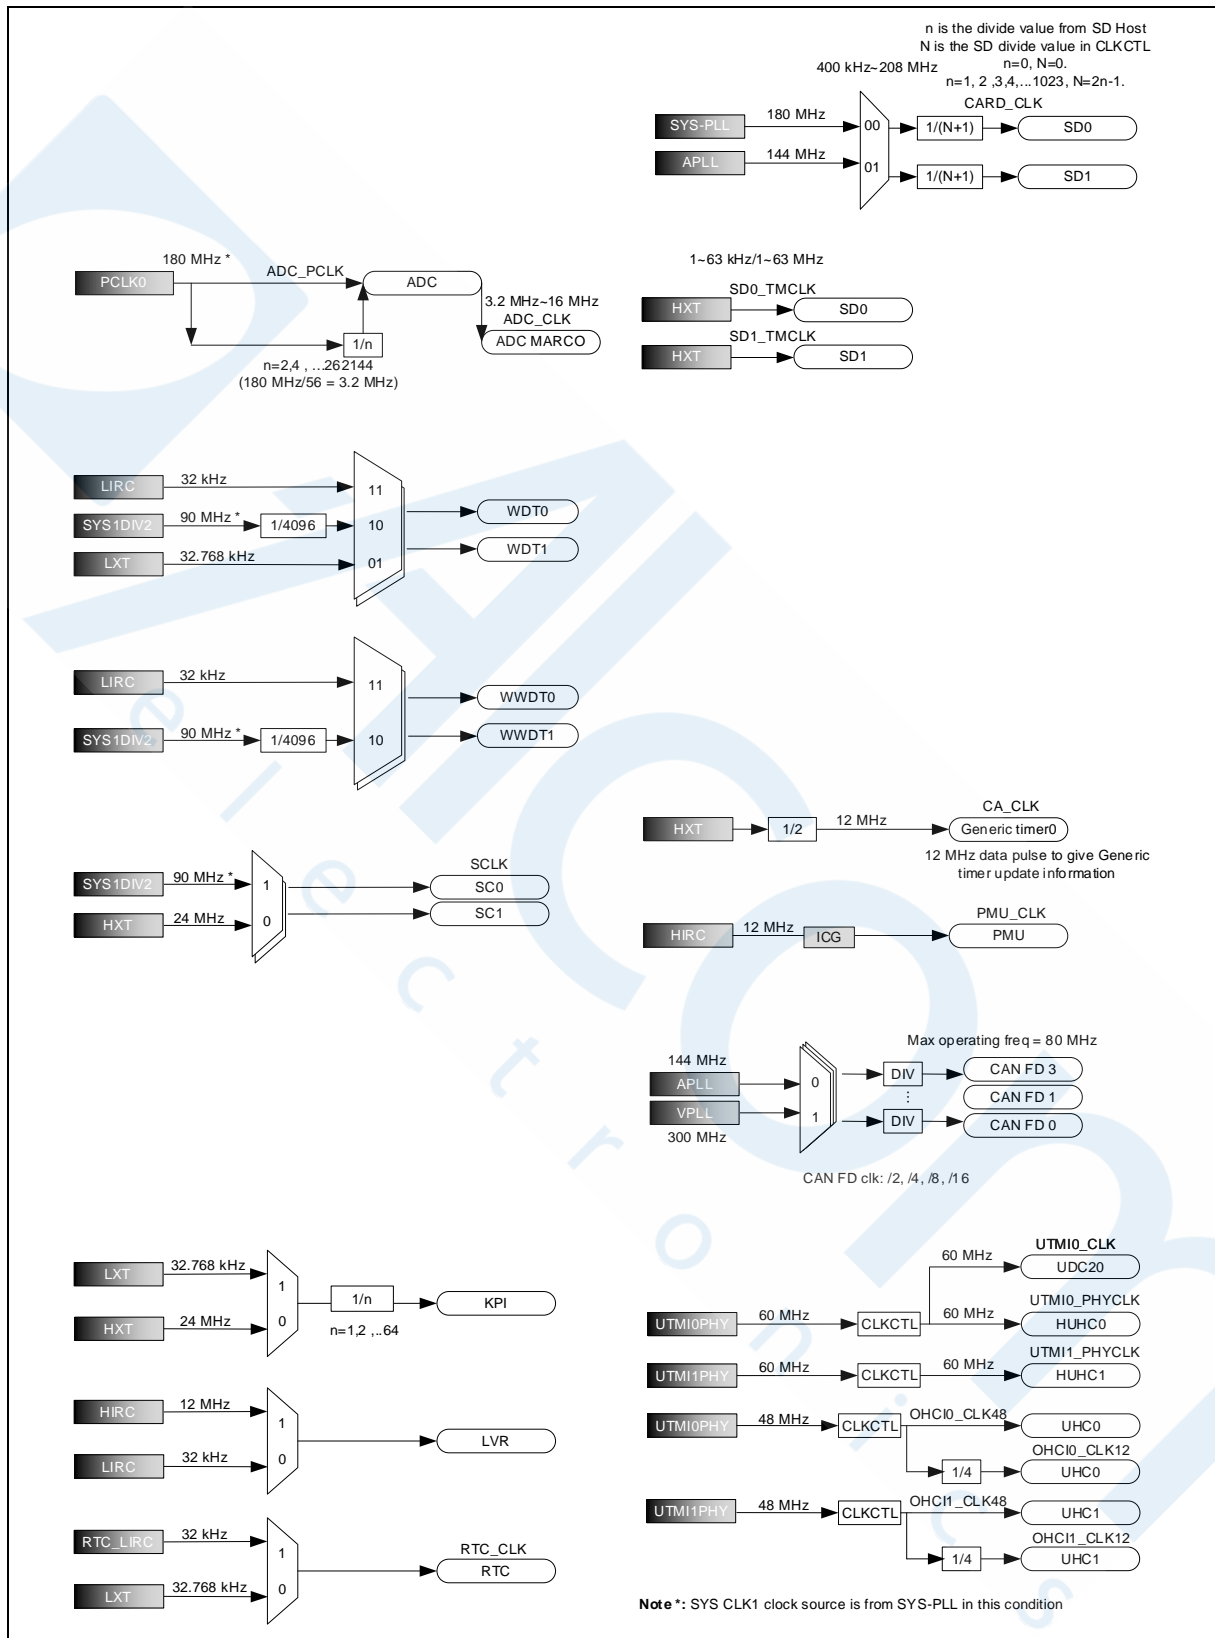 n is the divide value from SD Host
N is the SD divide value in CLKCTL
n=0, N=0.
n=1, 2 ,3,4,...1023, N=2n-1.
400 kHz~208 MHz
CARD_CLK
SYS-PLL
180 MHz
00
1/(N+1)
SD0
APLL
144 MHz
01
1/(N+1)
SD1
180 MHz *
PCLK0
ADC_PCLK
ADC
3.2 MHz~16 MHz
ADC_CLK
ADC MARCO
1/n
n=2,4 , ...262144
(180 MHz/56 = 3.2 MHz)
1~63 kHz/1~63 MHz
SD0_TMCLK
HXT
SD0
SD1_TMCLK
HXT
SD1
LIRC
32 kHz
11
SYS1DIV2
90 MHz *
1/4096
10
LXT
32.768 kHz
01
WDT0
WDT1
LIRC
32 kHz
11
SYS1DIV2
90 MHz *
1/4096
10
WWDT0
WWDT1
CA_CLK
HXT
1/2
12 MHz
Generic timer0
12 MHz data pulse to give Generic
timer update information
SYS1DIV2
90 MHz *
1
HXT
24 MHz
0
SCLK
SC0
SC1
PMU_CLK
HIRC
12 MHz
ICG
PMU
Max operating freq = 80 MHz
144 MHz
APLL
0
VPLL
1
300 MHz
DIV
CAN FD 3
⋮
CAN FD 1
DIV
CAN FD 0
CAN FD clk: /2, /4, /8, /16
LXT
32.768 kHz
1
HXT
24 MHz
0
1/n
n=1,2 ,..64
KPI
UTMI0_CLK
60 MHz
UDC20
UTMI0_PHYCLK
UTMI0PHY
60 MHz
CLKCTL
60 MHz
HUHC0
UTMI1_PHYCLK
UTMI1PHY
60 MHz
CLKCTL
60 MHz
HUHC1
HIRC
12 MHz
1
LIRC
32 kHz
0
LVR
UTMI0PHY
48 MHz
CLKCTL
OHCI0_CLK48
UHC0
OHCI0_CLK12
1/4
UHC0
UTMI1PHY
48 MHz
CLKCTL
OHCI1_CLK48
UHC1
OHCI1_CLK12
1/4
UHC1
RTC_LIRC
32 kHz
1
LXT
32.768 kHz
0
RTC_CLK
RTC
Note *: SYS CLK1 clock source is from SYS-PLL in this condition
electronics